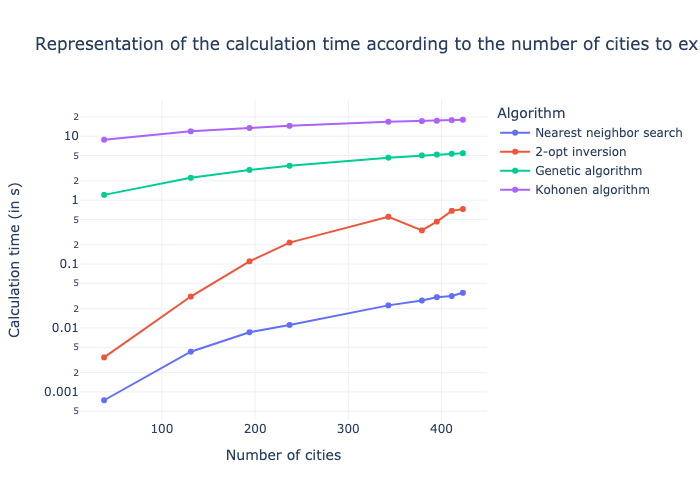 Representation of the calculation time according to the number of cities to ex
Algorithm
Nearest neighbor search
2-opt inversion
Genetic algorithm
Kohonen algorithm
Calculation time (in s)
2
10
5
2
1
5
2
0.1
5
2
0.01
5
2
0.001
5
100 200 300 400
Number of cities